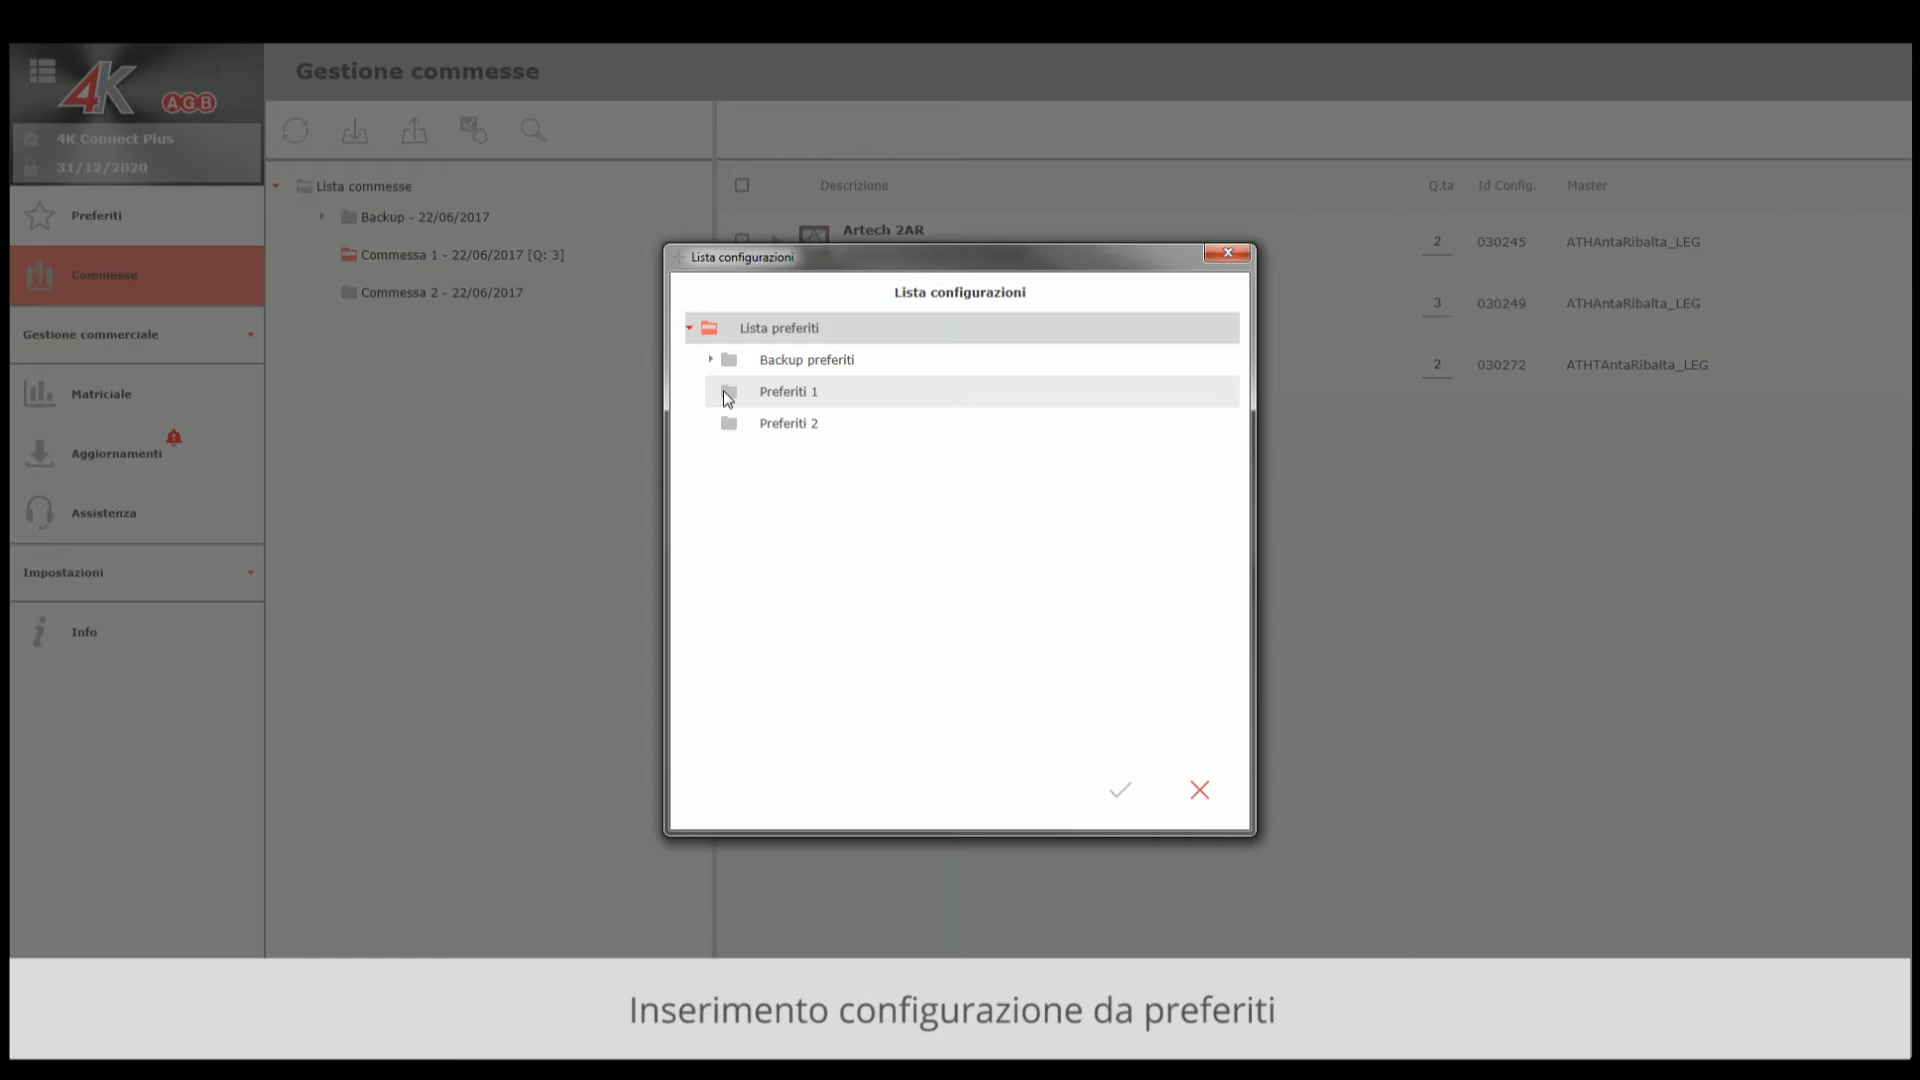 4K
AGB
4K Connect Plus
31/12/2020
Preferiti
Commesse
Gestione commerciale
Matriciale
Aggiornamenti
Assistenza
Impostazioni
Info
Gestione commesse
Lista commesse
Backup - 22/06/2017
Commessa 1 - 22/06/2017 [Q: 3]
Commessa 2 - 22/06/2017
Descrizione Q.ta Id Config. Master
Artech 2AR
2 030245 ATHAntaRibalta_LEG
3 030249 ATHAntaRibalta_LEG
2 030272 ATHTAntaRibalta_LEG
Lista configurazioni
Lista configurazioni
Lista preferiti
Backup preferiti
Preferiti 1
Preferiti 2
Inserimento configurazione da preferiti